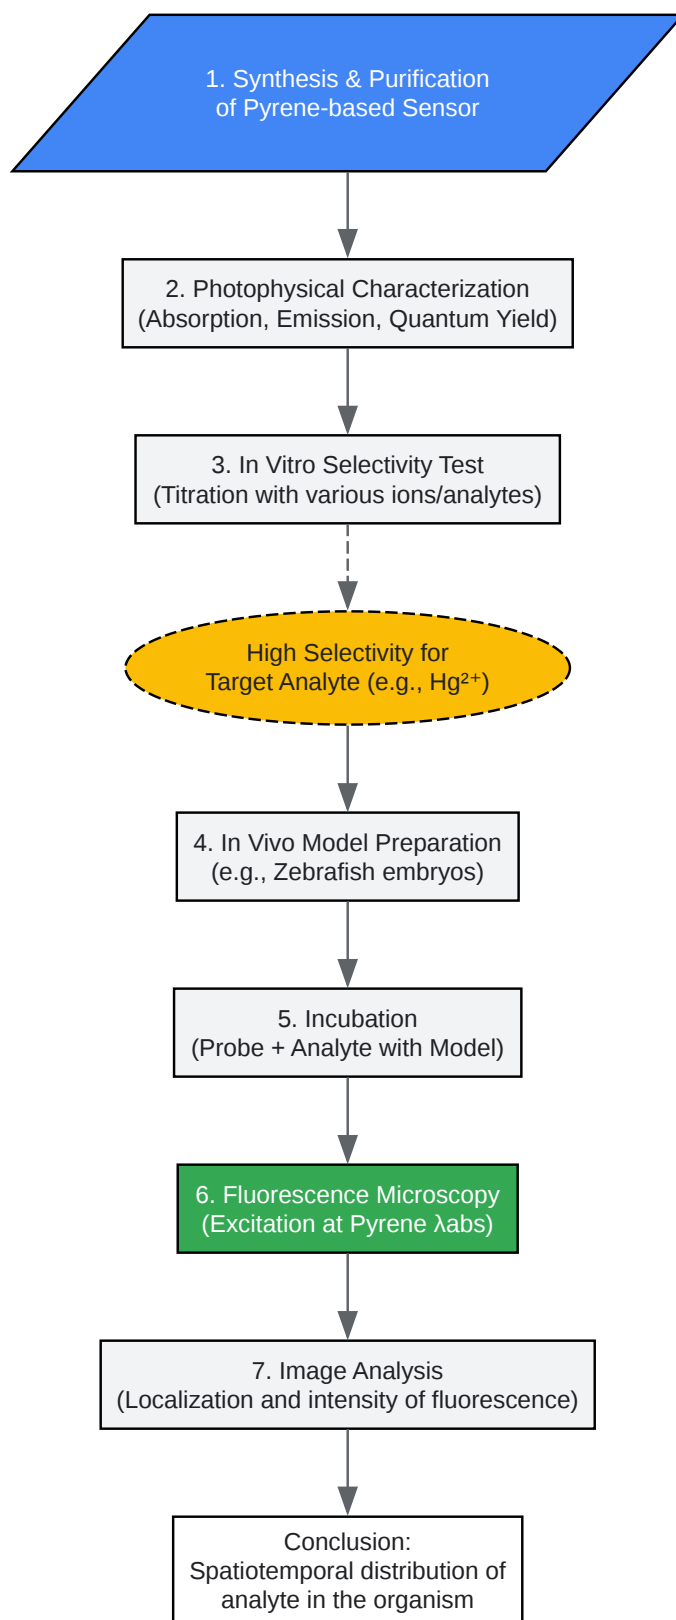 1. Synthesis & Purification
of Pyrene-based Sensor
2. Photophysical Characterization
(Absorption, Emission, Quantum Yield)
3. In Vitro Selectivity Test
(Titration with various ions/analytes)
High Selectivity for
Target Analyte (e.g., Hg²⁺)
4. In Vivo Model Preparation
(e.g., Zebrafish embryos)
5. Incubation
(Probe + Analyte with Model)
6. Fluorescence Microscopy
(Excitation at Pyrene λabs)
7. Image Analysis
(Localization and intensity of fluorescence)
Conclusion:
Spatiotemporal distribution of
analyte in the organism